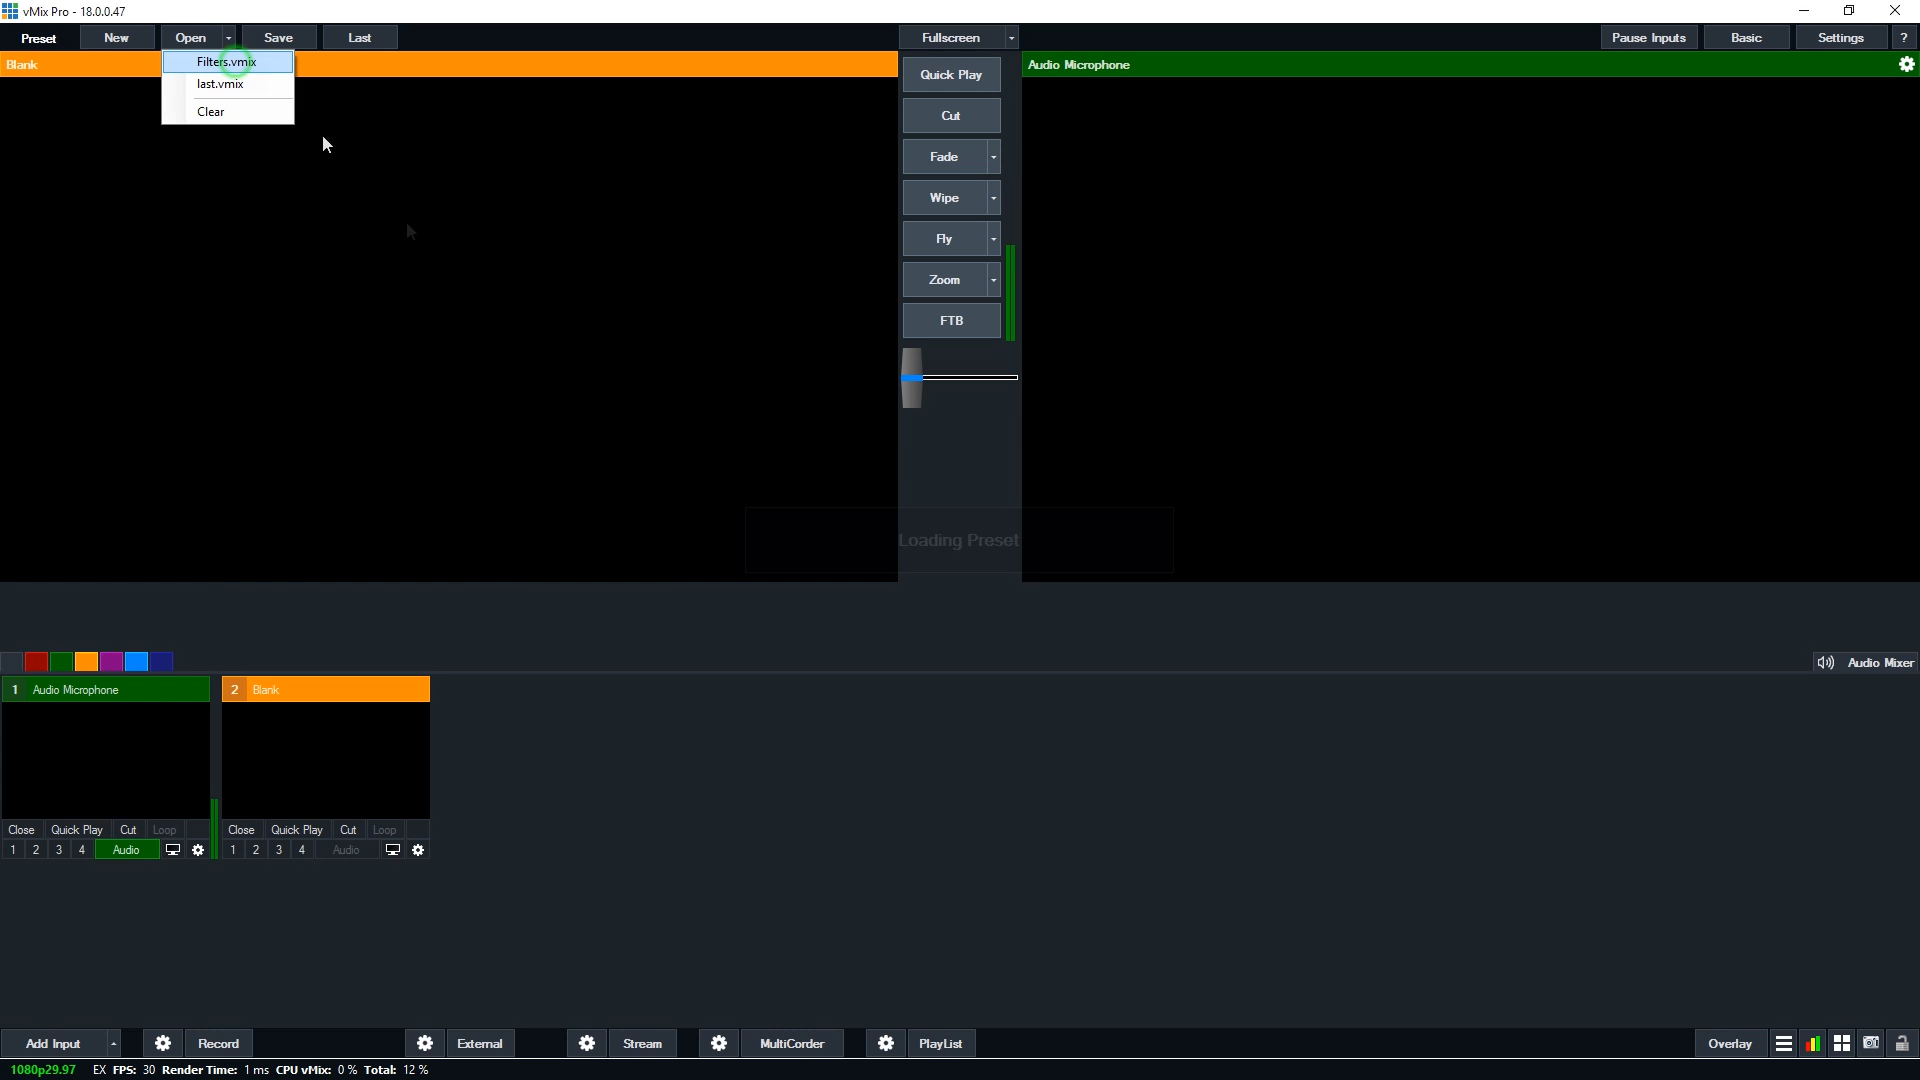 vMix Pro - 18.0.0.47
Preset New Open Save Last Fullscreen Pause Inputs Basic Settings ?
Blank
Filters.vmix
last.vmix
Clear
Quick Play
Cut
Fade
Wipe
Fly
Zoom
FTB
Audio Microphone
Loading Preset
Audio Mixer
1 Audio Microphone 2 Blank
Close Quick Play Cut Loop Close Quick Play Cut Loop
1 2 3 4 Audio 1 2 3 4 Audio
Add Input Record External Stream MultiCorder PlayList Overlay
1080p29.97 EX FPS: 30 Render Time: 1 ms CPU vMix: 0 % Total: 12 %